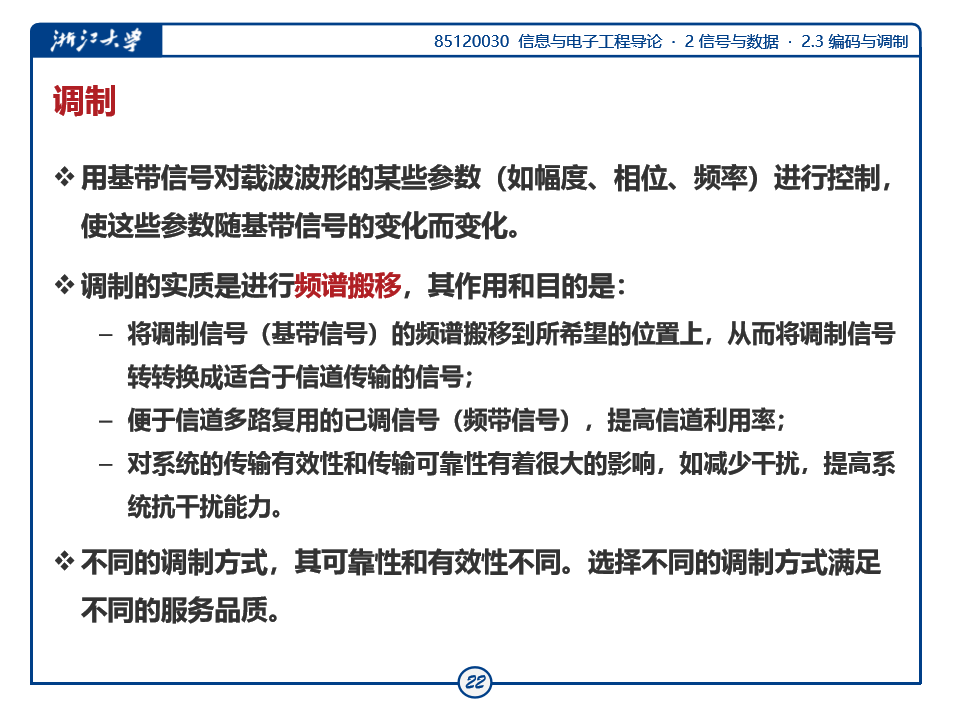 浙江大学
85120030 信息与电子工程导论 · 2 信号与数据 · 2.3 编码与调制
调制
❖ 用基带信号对载波波形的某些参数（如幅度、相位、频率）进行控制，
使这些参数随基带信号的变化而变化。
❖ 调制的实质是进行频谱搬移，其作用和目的是：
– 将调制信号（基带信号）的频谱搬移到所希望的位置上，从而将调制信号
转转换成适合于信道传输的信号；
– 便于信道多路复用的已调信号（频带信号），提高信道利用率；
– 对系统的传输有效性和传输可靠性有着很大的影响，如减少干扰，提高系
统抗干扰能力。
❖ 不同的调制方式，其可靠性和有效性不同。选择不同的调制方式满足
不同的服务品质。
22